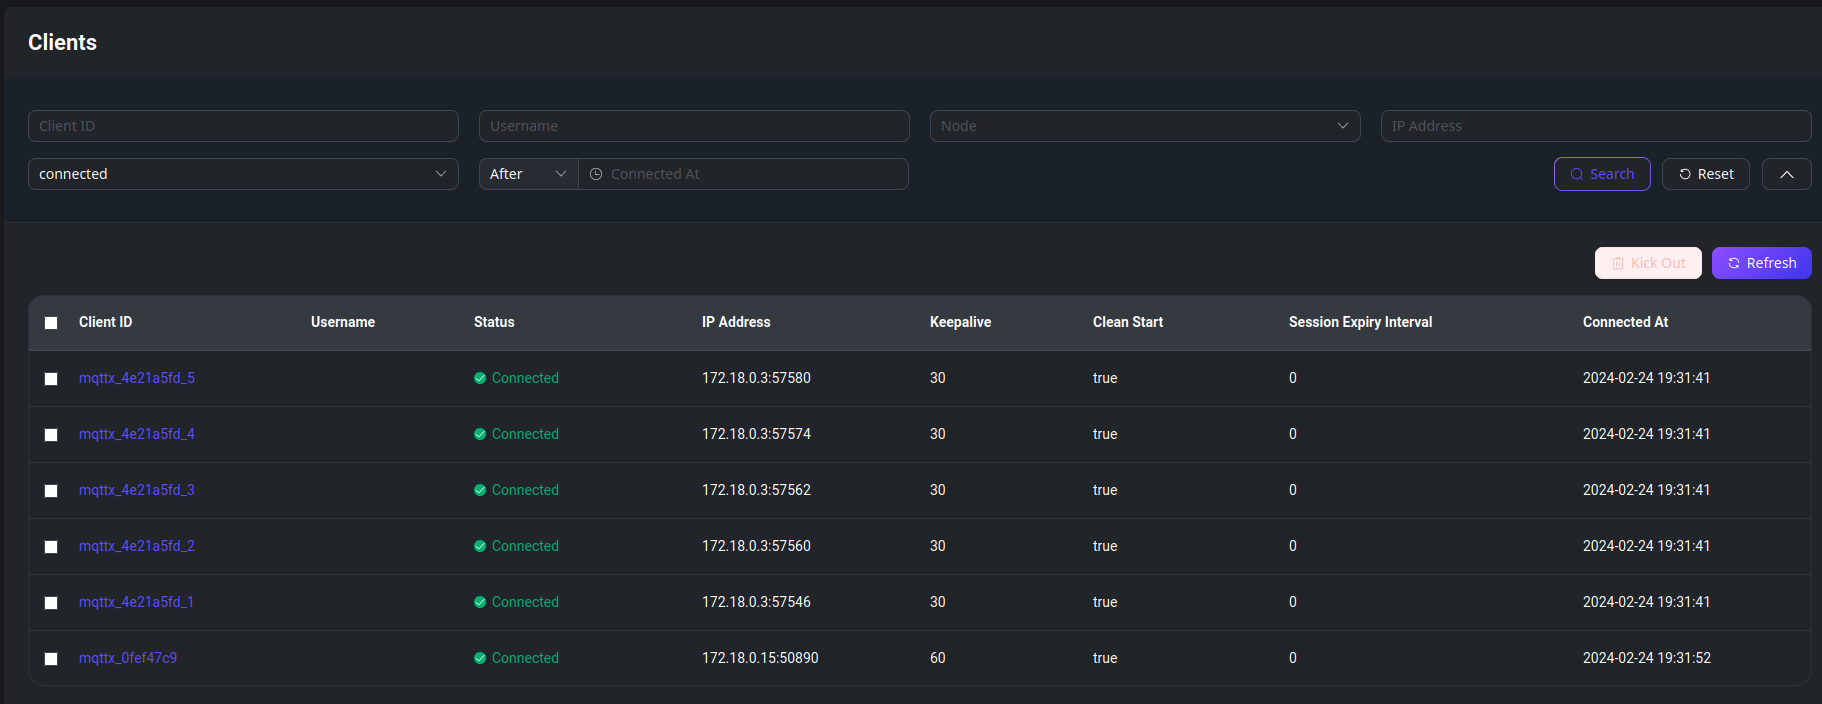 Clients
Client ID Username Node IP Address
connected After Connected At Search Reset
Kick Out Refresh
Client ID Username Status IP Address Keepalive Clean Start Session Expiry Interval Connected At
mqttx_4e21a5fd_5 Connected 172.18.0.3:57580 30 true 0 2024-02-24 19:31:41
mqttx_4e21a5fd_4 Connected 172.18.0.3:57574 30 true 0 2024-02-24 19:31:41
mqttx_4e21a5fd_3 Connected 172.18.0.3:57562 30 true 0 2024-02-24 19:31:41
mqttx_4e21a5fd_2 Connected 172.18.0.3:57560 30 true 0 2024-02-24 19:31:41
mqttx_4e21a5fd_1 Connected 172.18.0.3:57546 30 true 0 2024-02-24 19:31:41
mqttx_0fef47c9 Connected 172.18.0.15:50890 60 true 0 2024-02-24 19:31:52